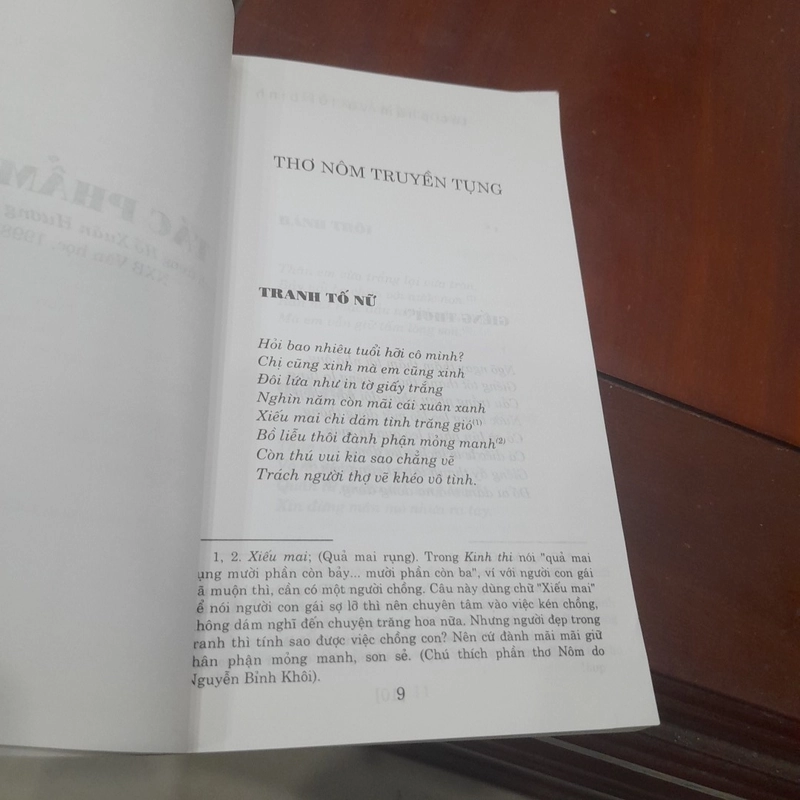 THƠ NÔM TRUYỀN TỤNG
TRANH TỐ NỮ
Hỏi bao nhiêu tuổi hỡi cô mình?
Chị cũng xinh mà em cũng xinh
Đôi lứa như in tờ giấy trắng
Nghìn năm còn mãi cái xuân xanh
Xiếu mai chi dám tình trăng gió(1)
Bồ liễu thôi đành phận mỏng manh(2)
Còn thú vui kia sao chẳng vẽ
Trách người thợ vẽ khéo vô tình.
1, 2. Xiếu mai; (Quả mai rụng). Trong Kinh thi nói "quả mai
ụng mười phần còn bảy... mười phần còn ba", ví với người con gái
ã muộn thì, cần có một người chồng. Câu này dùng chữ "Xiếu mai"
ể nói người con gái sợ lỡ thì nên chuyên tâm vào việc kén chồng,
hông dám nghĩ đến chuyện trăng hoa nữa. Nhưng người đẹp trong
ranh thì tính sao được việc chồng con? Nên cứ đành mãi mãi giữ
hân phận mỏng manh, son sẻ. (Chú thích phần thơ Nôm do
Nguyễn Bỉnh Khôi).
9